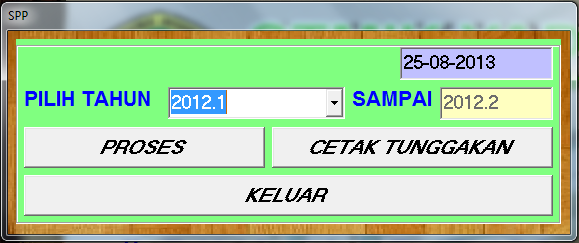 SPP
25-08-2013
PILIH TAHUN 2012.1 SAMPAI 2012.2
PROSES CETAK TUNGGAKAN
KELUAR